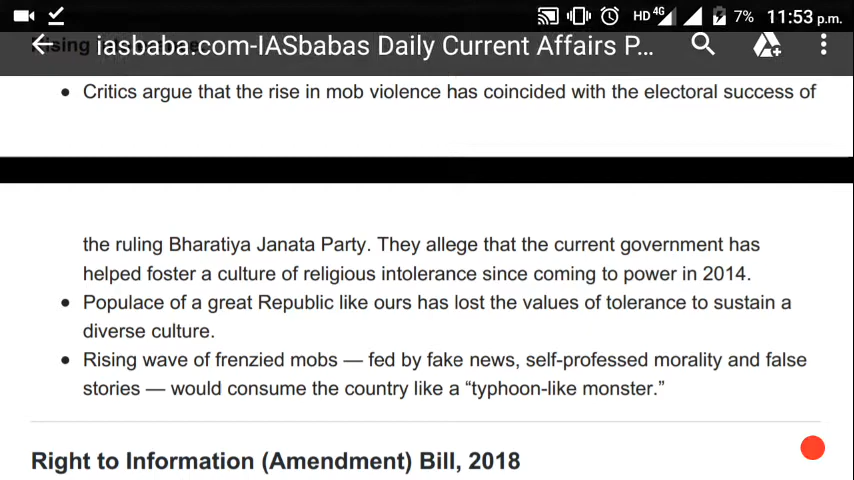 HD 4G 7% 11:53 p.m.
iasbaba.com-IASbabas Daily Current Affairs P...
• Critics argue that the rise in mob violence has coincided with the electoral success of
the ruling Bharatiya Janata Party. They allege that the current government has
helped foster a culture of religious intolerance since coming to power in 2014.
• Populace of a great Republic like ours has lost the values of tolerance to sustain a
diverse culture.
• Rising wave of frenzied mobs — fed by fake news, self-professed morality and false
stories — would consume the country like a “typhoon-like monster.”
Right to Information (Amendment) Bill, 2018